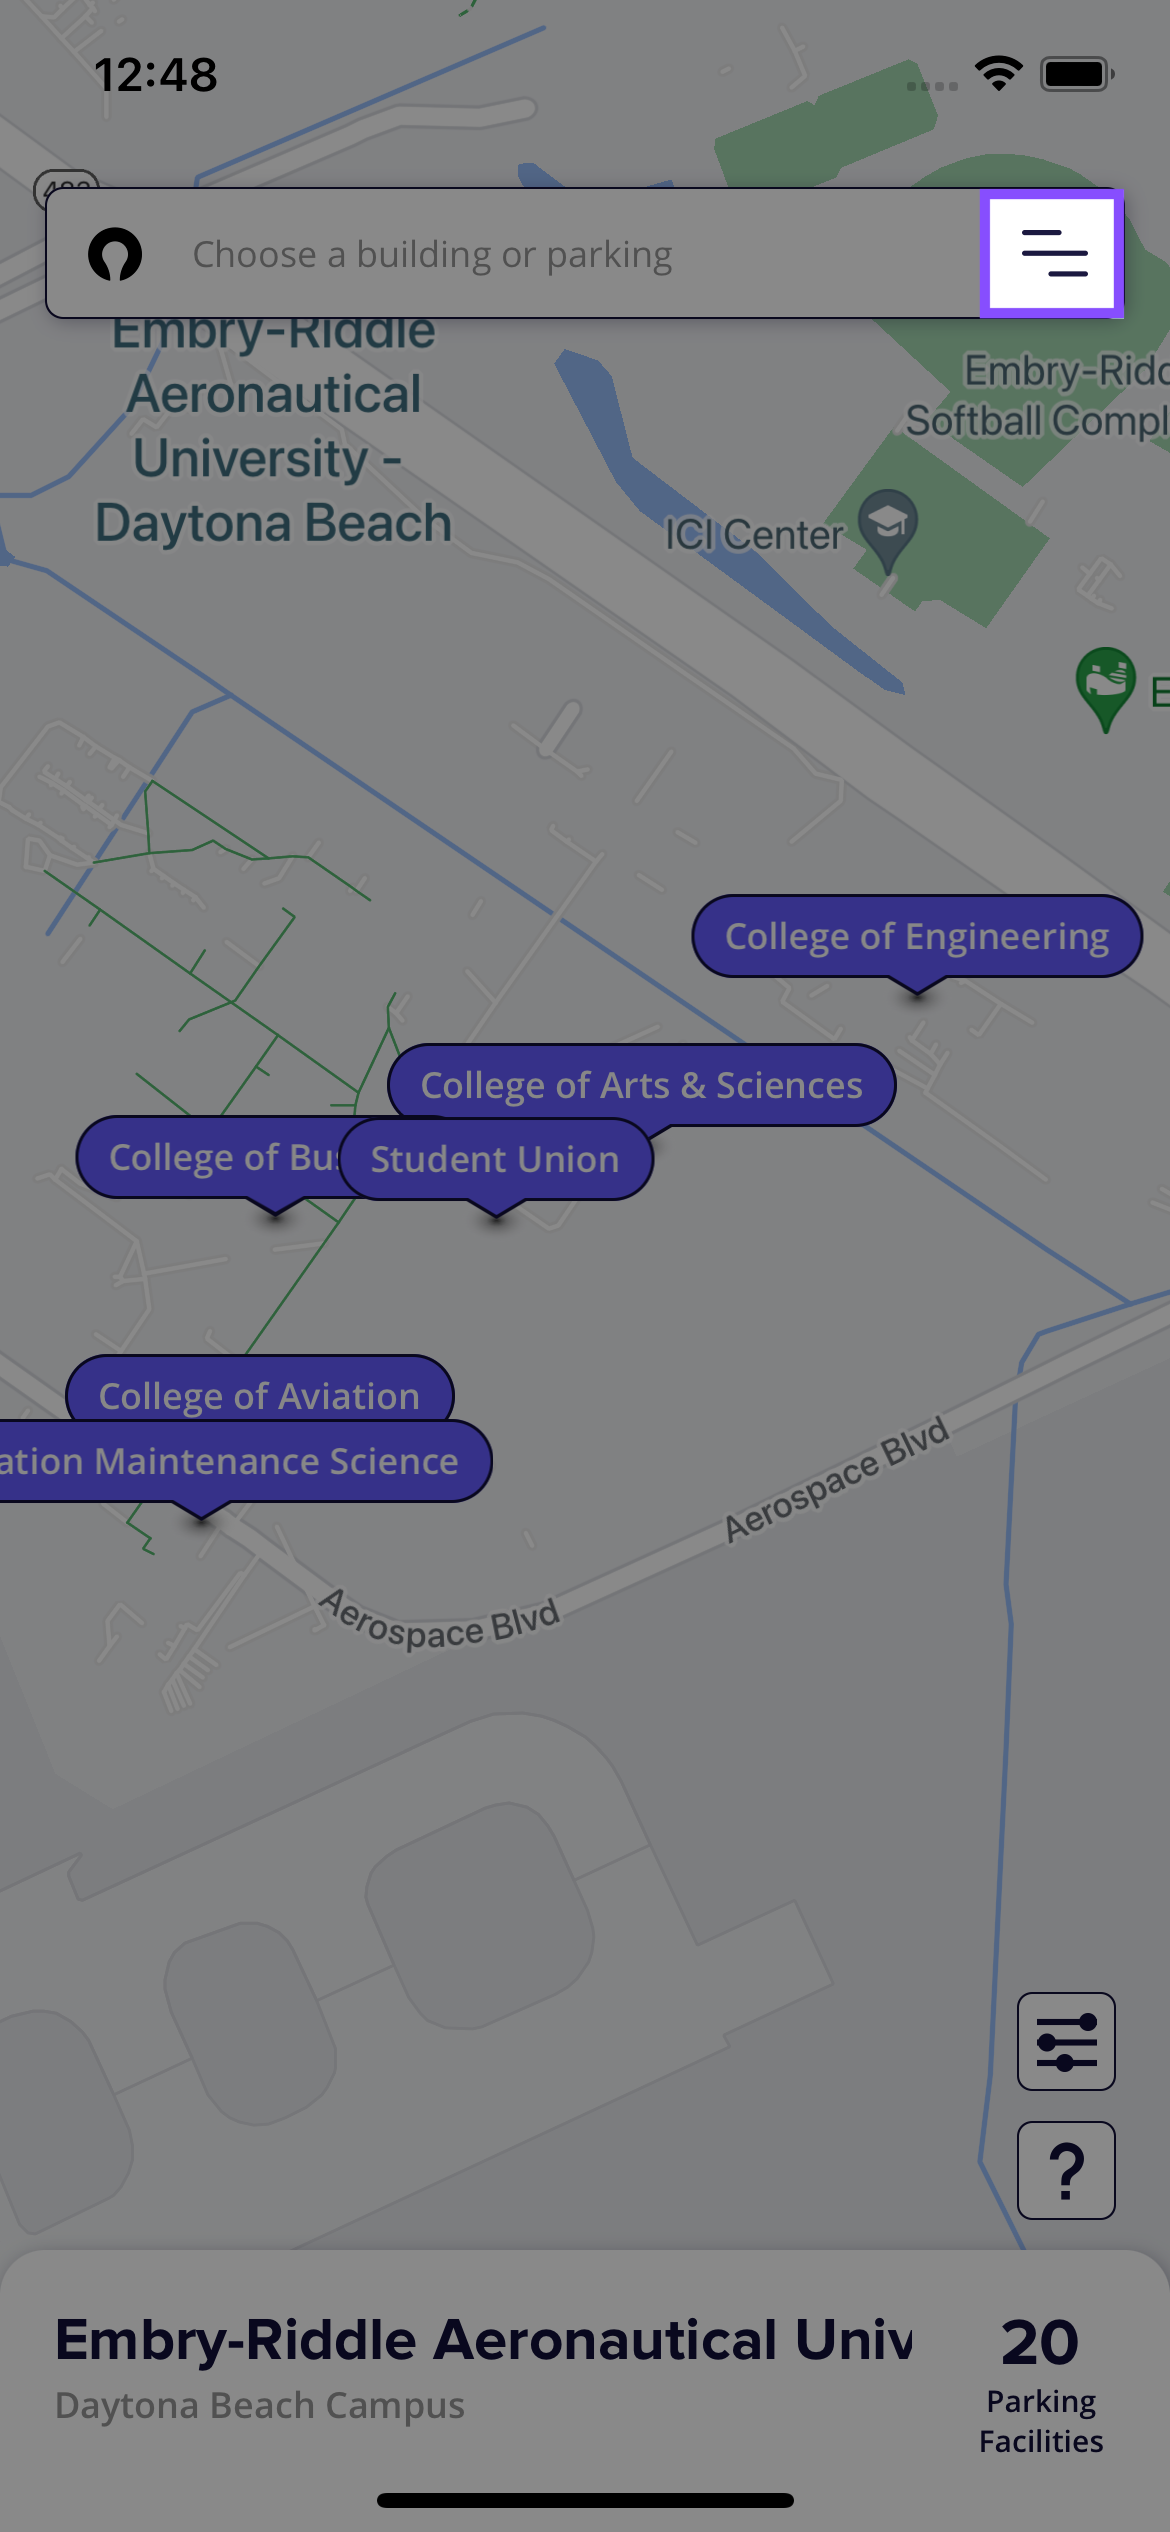 12:48
Choose a building or parking
Embry-Riddle
Aeronautical
University -
Daytona Beach
Embry-Ridd
Softball Compl
ICI Center
E
College of Engineering
College of Arts & Sciences
College of Bus
Student Union
College of Aviation
ation Maintenance Science
Aerospace Blvd
Aerospace Blvd
?
Embry-Riddle Aeronautical Univ
20
Daytona Beach Campus
Parking
Facilities